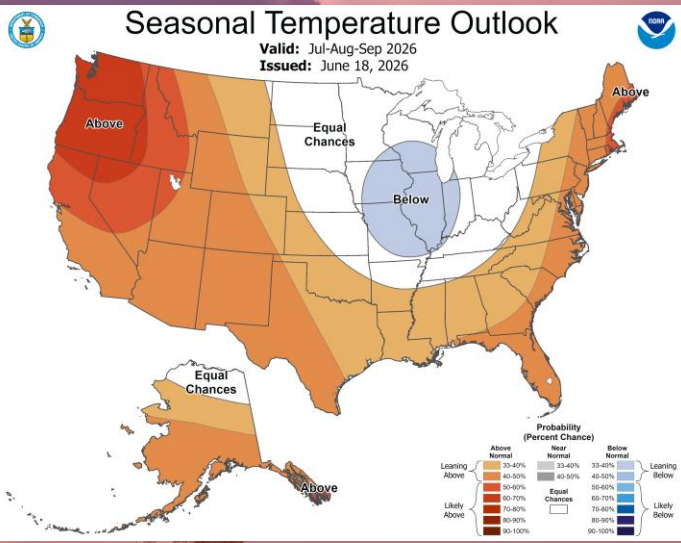 Seasonal Temperature Outlook
Valid: Jul-Aug-Sep 2026
Issued: June 18, 2026
NOAA
Above
Equal
Chances
Above
Below
Equal
Chances
Above
Probability
(Percent Chance)
Above
Normal
Near
Normal
Below
Normal
Leaning
Above
33-40%
40-50%
Likely
Above
50-60%
60-70%
70-80%
80-90%
90-100%
33-40%
40-50%
Equal
Chances
33-40%
40-50%
Leaning
Below
50-60%
60-70%
70-80%
80-90%
90-100%
Likely
Below